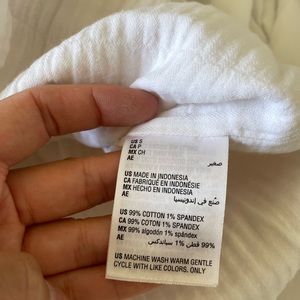 US S
CA P
MX CH
AE
صغير
US MADE IN INDONESIA
CA FABRIQUÉ EN INDONÉSIE
MX HECHO EN INDONESIA
AE
صنع في إندونيسيا
US 99% COTTON 1% SPANDEX
CA 99% COTON 1% SPANDEX
MX 99% algodón 1% spandex
AE
99% قطن 1% سباندكس
US MACHINE WASH WARM GENTLE
CYCLE WITH LIKE COLORS. ONLY